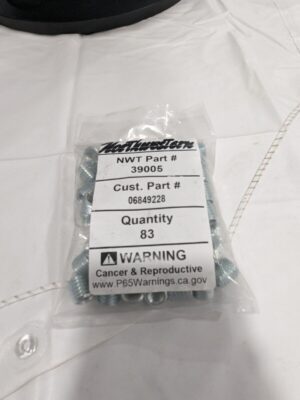 Northwestern
NWT Part #
39005
Cust. Part #
06849228
Quantity
83
WARNING
Cancer & Reproductive
www.P65Warnings.ca.gov